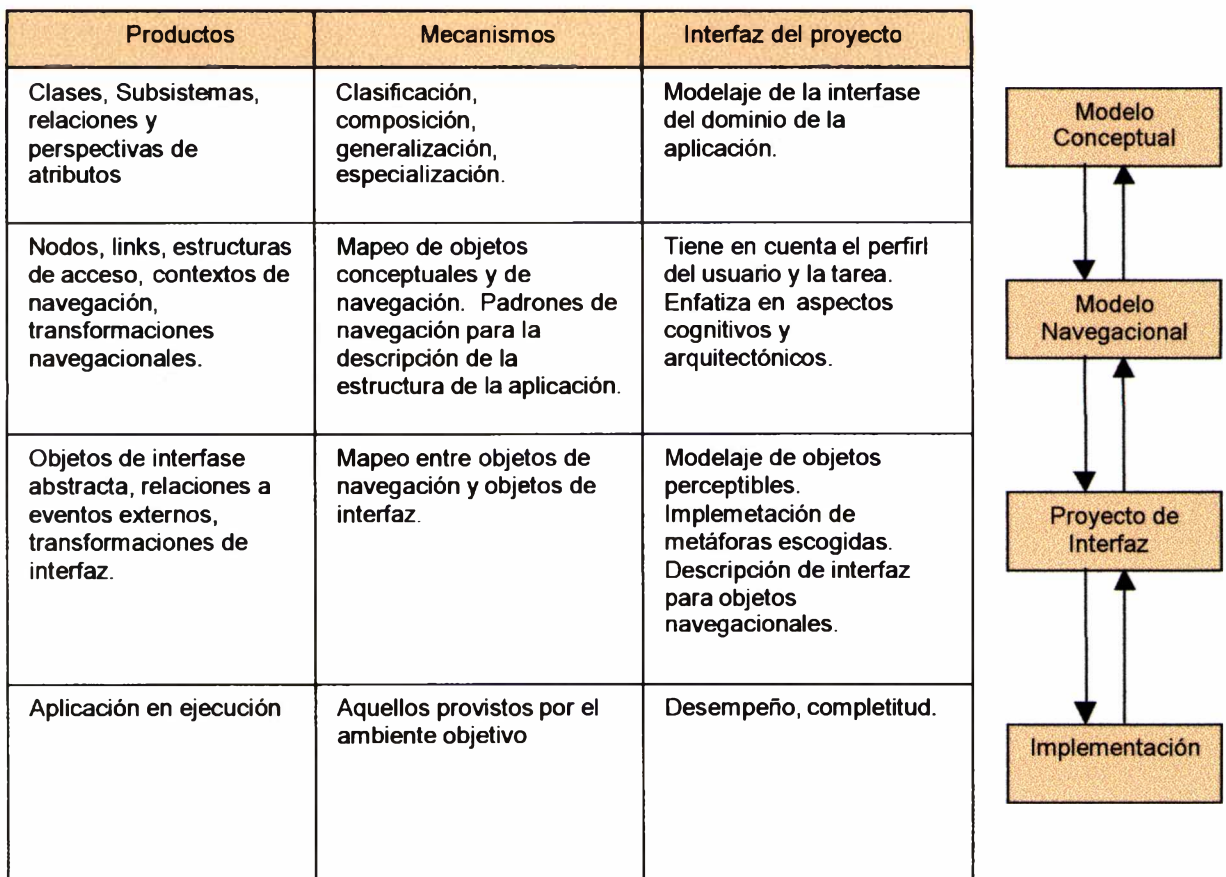 Productos
Mecanismos
Interfaz del proyecto
Clases, Subsistemas,
relaciones y
perspectivas de
atributos
Clasificación,
composición,
generalización,
especialización.
Modelaje de la interfase
del dominio de la
aplicación.
Nodos, links, estructuras
de acceso, contextos de
navegación,
transformaciones
navegacionales.
Mapeo de objetos
conceptuales y de
navegación. Padrones de
navegación para la
descripción de la
estructura de la aplicación.
Tiene en cuenta el perfirl
del usuario y la tarea.
Enfatiza en aspectos
cognitivos y
arquitectónicos.
Objetos de interfase
abstracta, relaciones a
eventos externos,
transformaciones de
interfaz.
Mapeo entre objetos de
navegación y objetos de
interfaz.
Modelaje de objetos
perceptibles.
Implemetación de
metáforas escogidas.
Descripción de interfaz
para objetos
navegacionales.
Aplicación en ejecución
Aquellos provistos por el
ambiente objetivo
Desempeño, completitud.
Modelo
Conceptual
Modelo
Navegacional
Proyecto de
Interfaz
Implementación